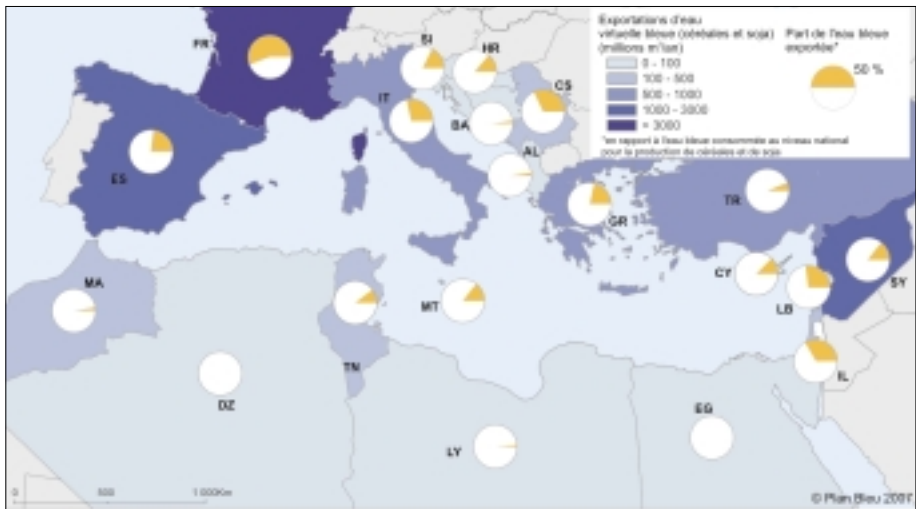 Exportations d'eau
virtuelle bleue (céréales et soja)
(millions m³/an)
0 - 100
100 - 500
500 - 1000
1000 - 3000
> 3000
Part de l'eau bleue
exportée*
50 %
*en rapport à l'eau bleue consommée au niveau national
pour la production de céréales et de soja
FR
SI
HR
CS
IT
BA
AL
ES
GR
TR
MA
CY
SY
LB
MT
TN
IL
DZ
EG
LY
0 500 1 000Km
© Plan Bleu 2007